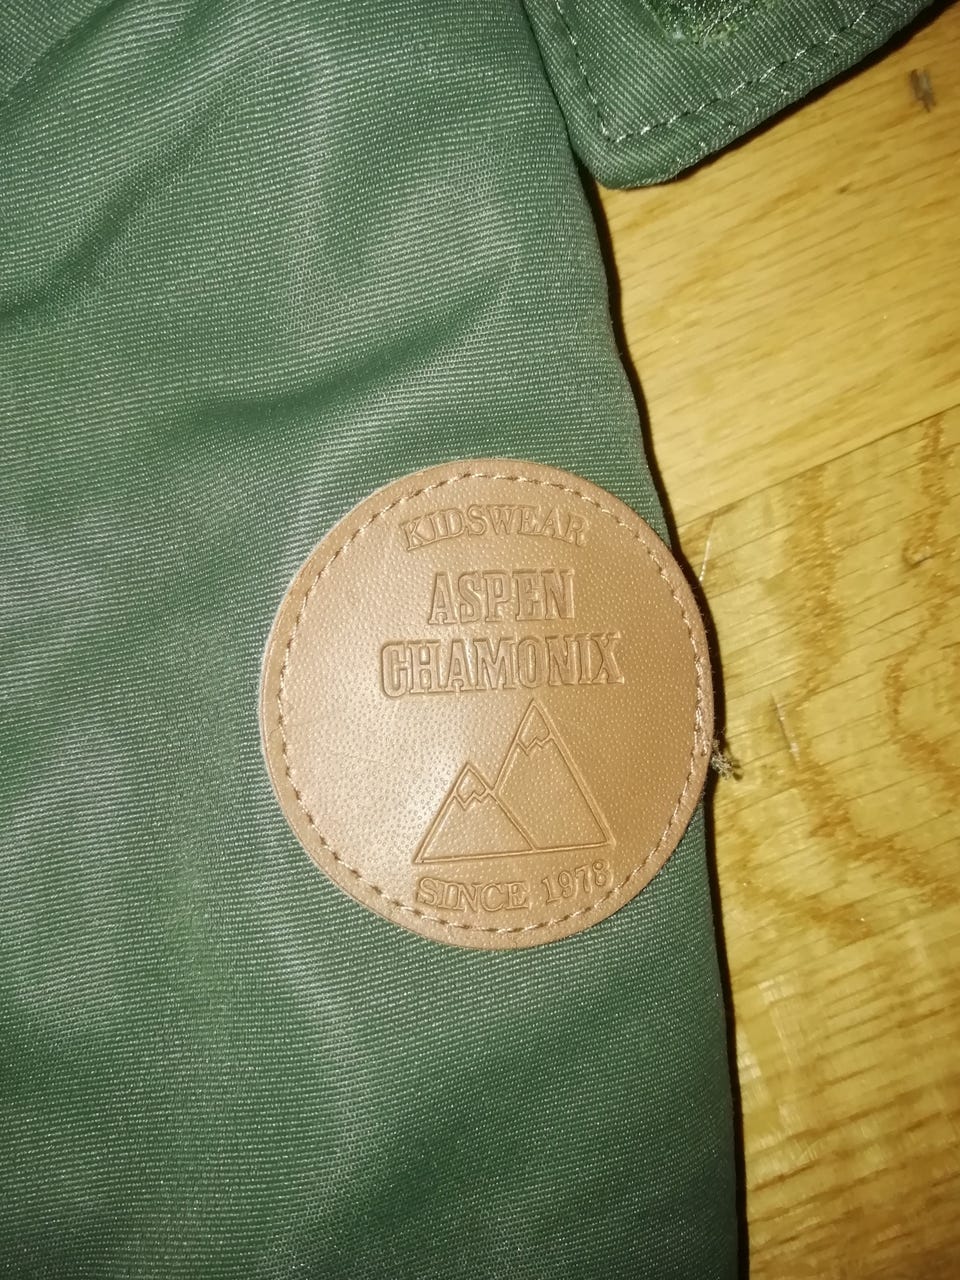 KIDSWEAR
ASPEN
CHAMONIX
SINCE 1978